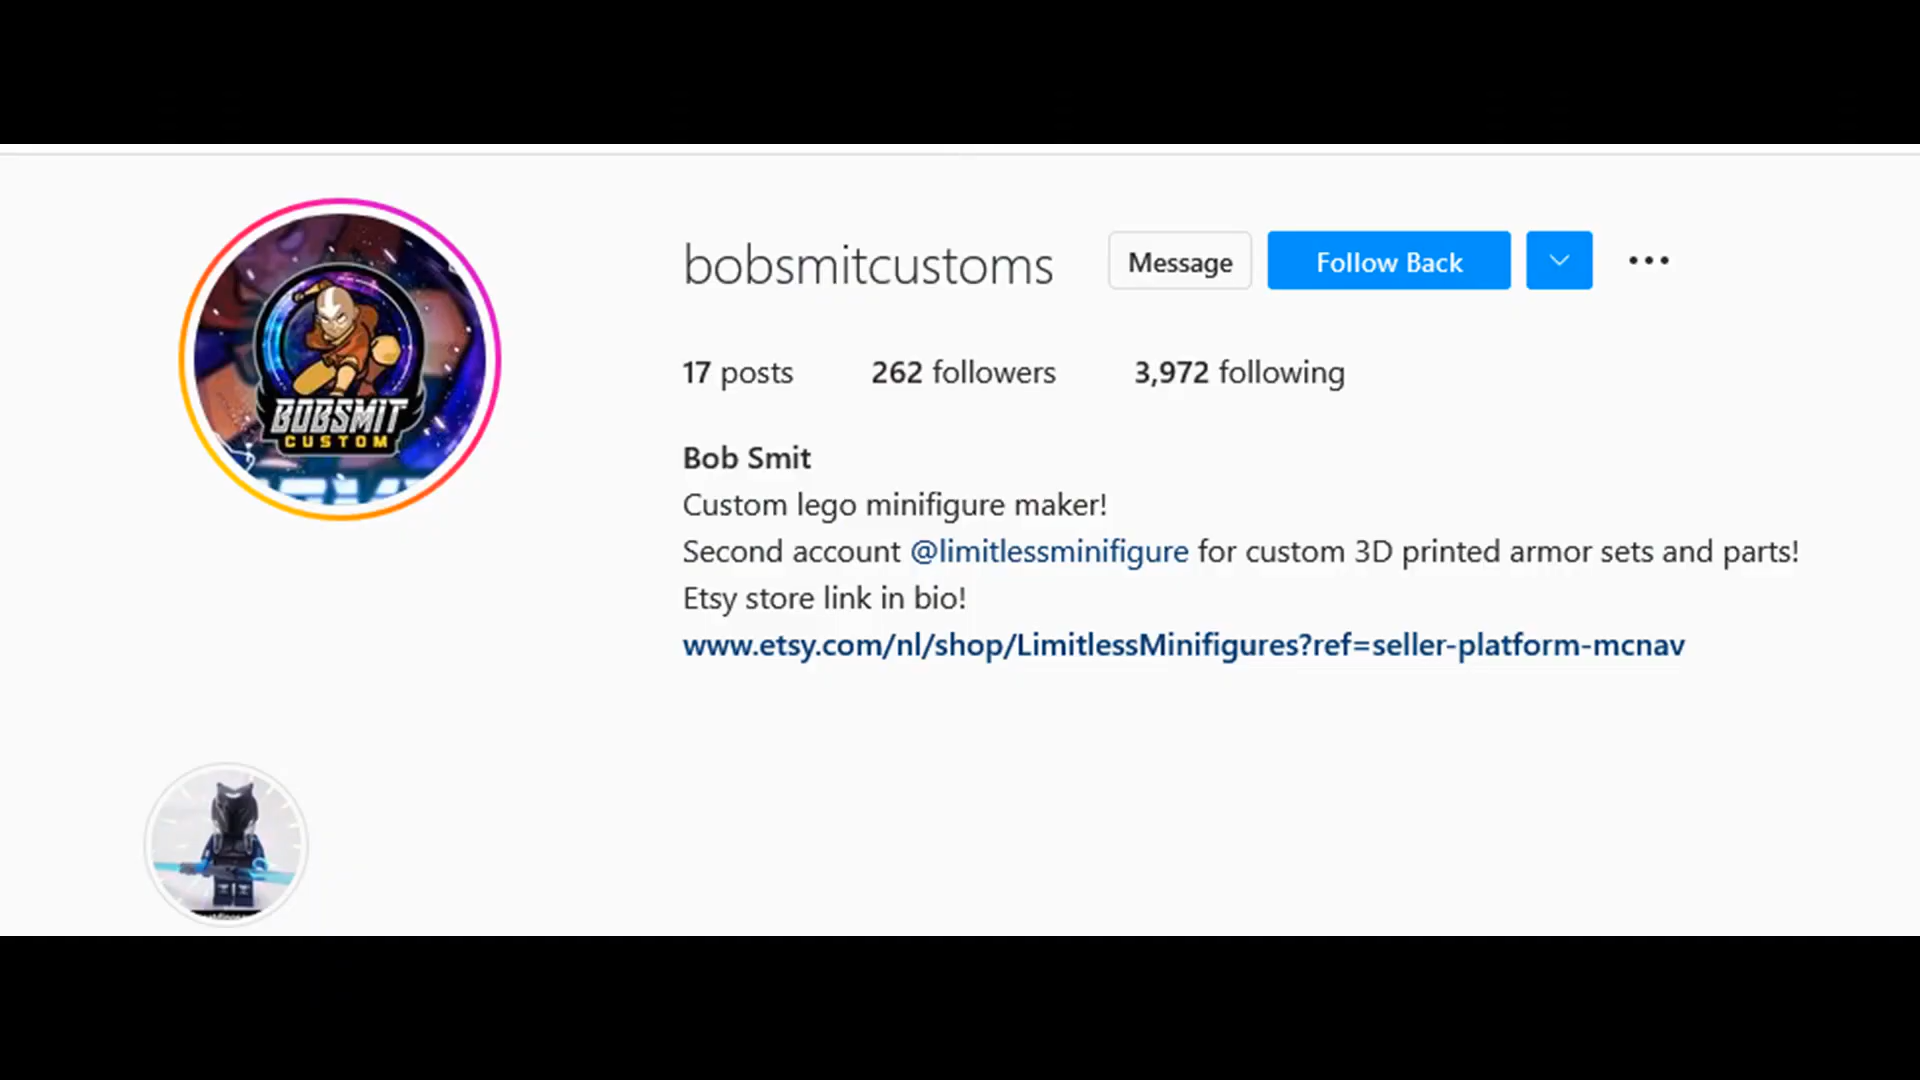 bobsmitcustoms
Message
Follow Back
17 posts
262 followers
3,972 following
BOBSMIT
CUSTOM
Bob Smit
Custom lego minifigure maker!
Second account @limitlessminifigure for custom 3D printed armor sets and parts!
Etsy store link in bio!
www.etsy.com/nl/shop/LimitlessMinifigures?ref=seller-platform-mcnav